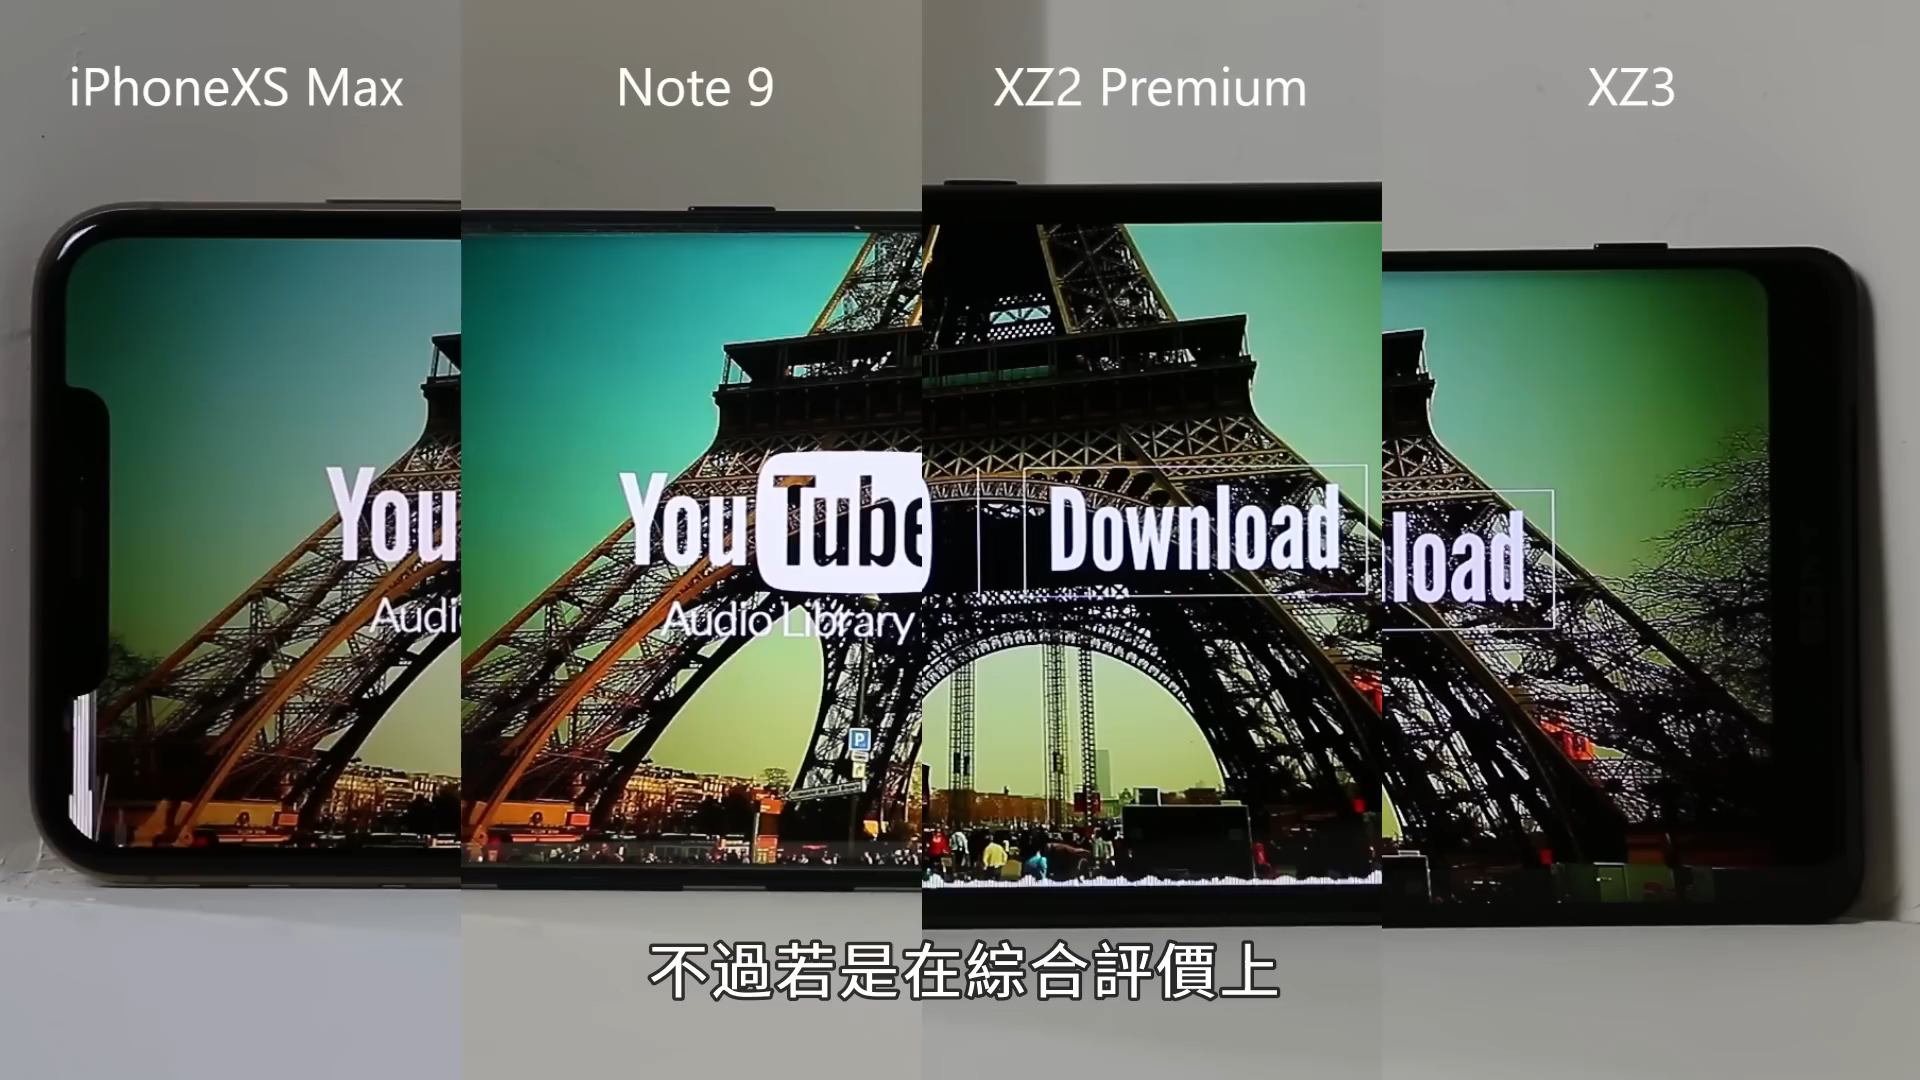 iPhoneXS Max
Note 9
XZ2 Premium
XZ3
You
YouTube
Download
load
Audio
Audio Library
P
不過若是在綜合評價上